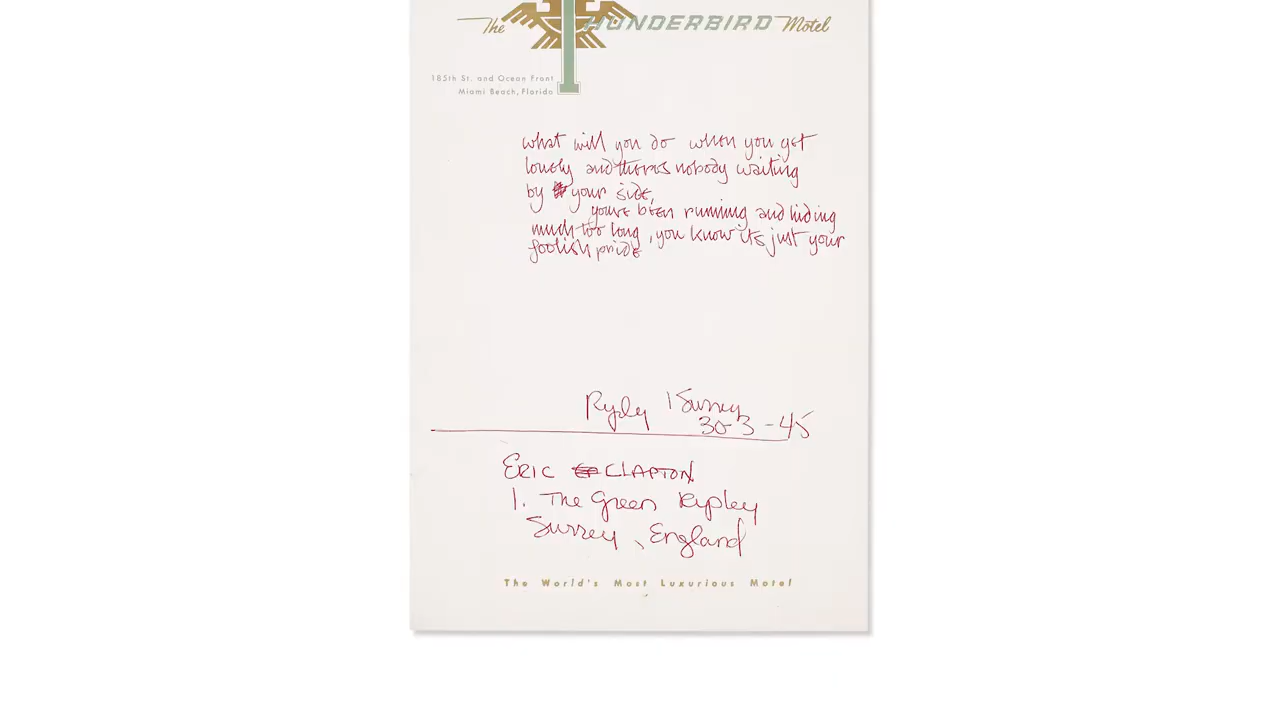 The THUNDERBIRD Motel
185th St. and Ocean Front
Miami Beach, Florida
what will you do when you get
lonely and theres nobody waiting
by your side,
youve been running and hiding
much too long, you know its just your
foolish pride
Ryply 1 Surrey
30-3-45
ERIC CLAPTON.
1. The Green Ripley
Surrey, England
The World's Most Luxurious Motel